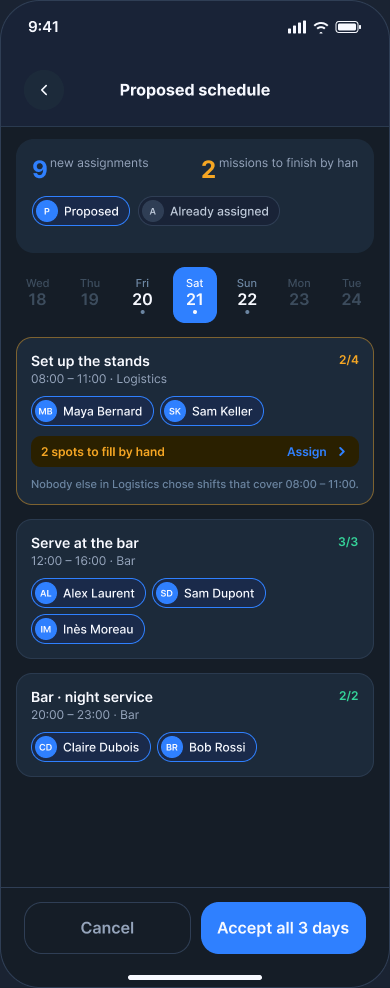 9:41
Proposed schedule
9 new assignments
2 missions to finish by han
P Proposed
A Already assigned
Wed Thu Fri Sat Sun Mon Tue
18 19 20 21 22 23 24
Set up the stands 2/4
08:00 – 11:00 · Logistics
MB Maya Bernard
SK Sam Keller
2 spots to fill by hand Assign
Nobody else in Logistics chose shifts that cover 08:00 – 11:00.
Serve at the bar 3/3
12:00 – 16:00 · Bar
AL Alex Laurent
SD Sam Dupont
IM Inès Moreau
Bar · night service 2/2
20:00 – 23:00 · Bar
CD Claire Dubois
BR Bob Rossi
Cancel
Accept all 3 days